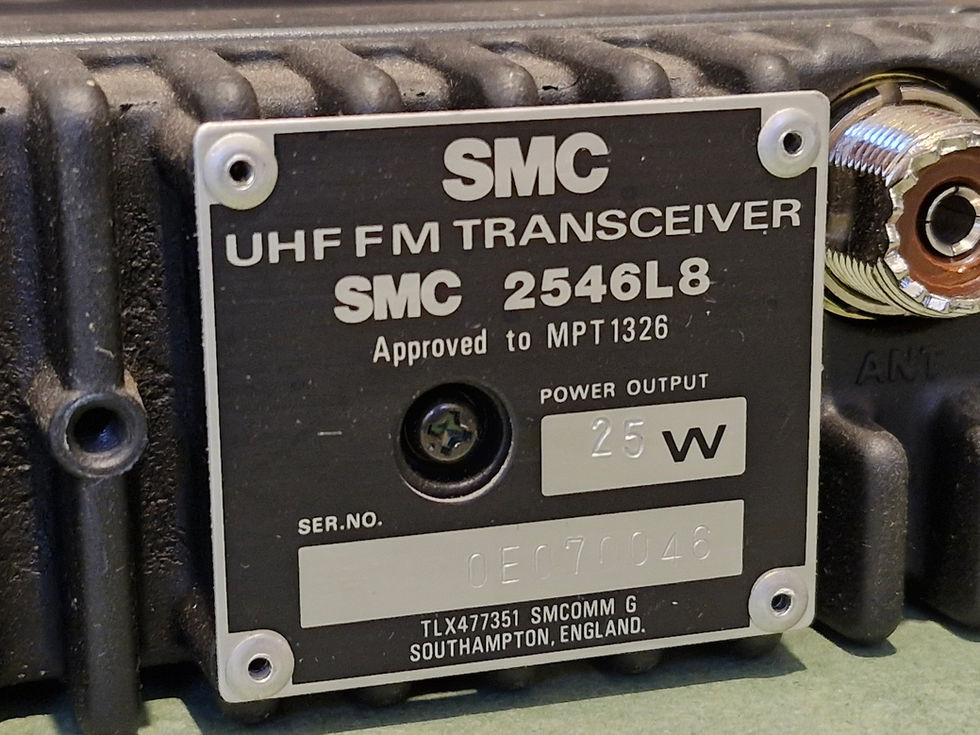 SMC
UHF FM TRANSCEIVER
SMC 2546L8
Approved to MPT1326
POWER OUTPUT
25 W
SER.NO.
0E070046
TLX477351 SMCOMM G
SOUTHAMPTON, ENGLAND.
ANT